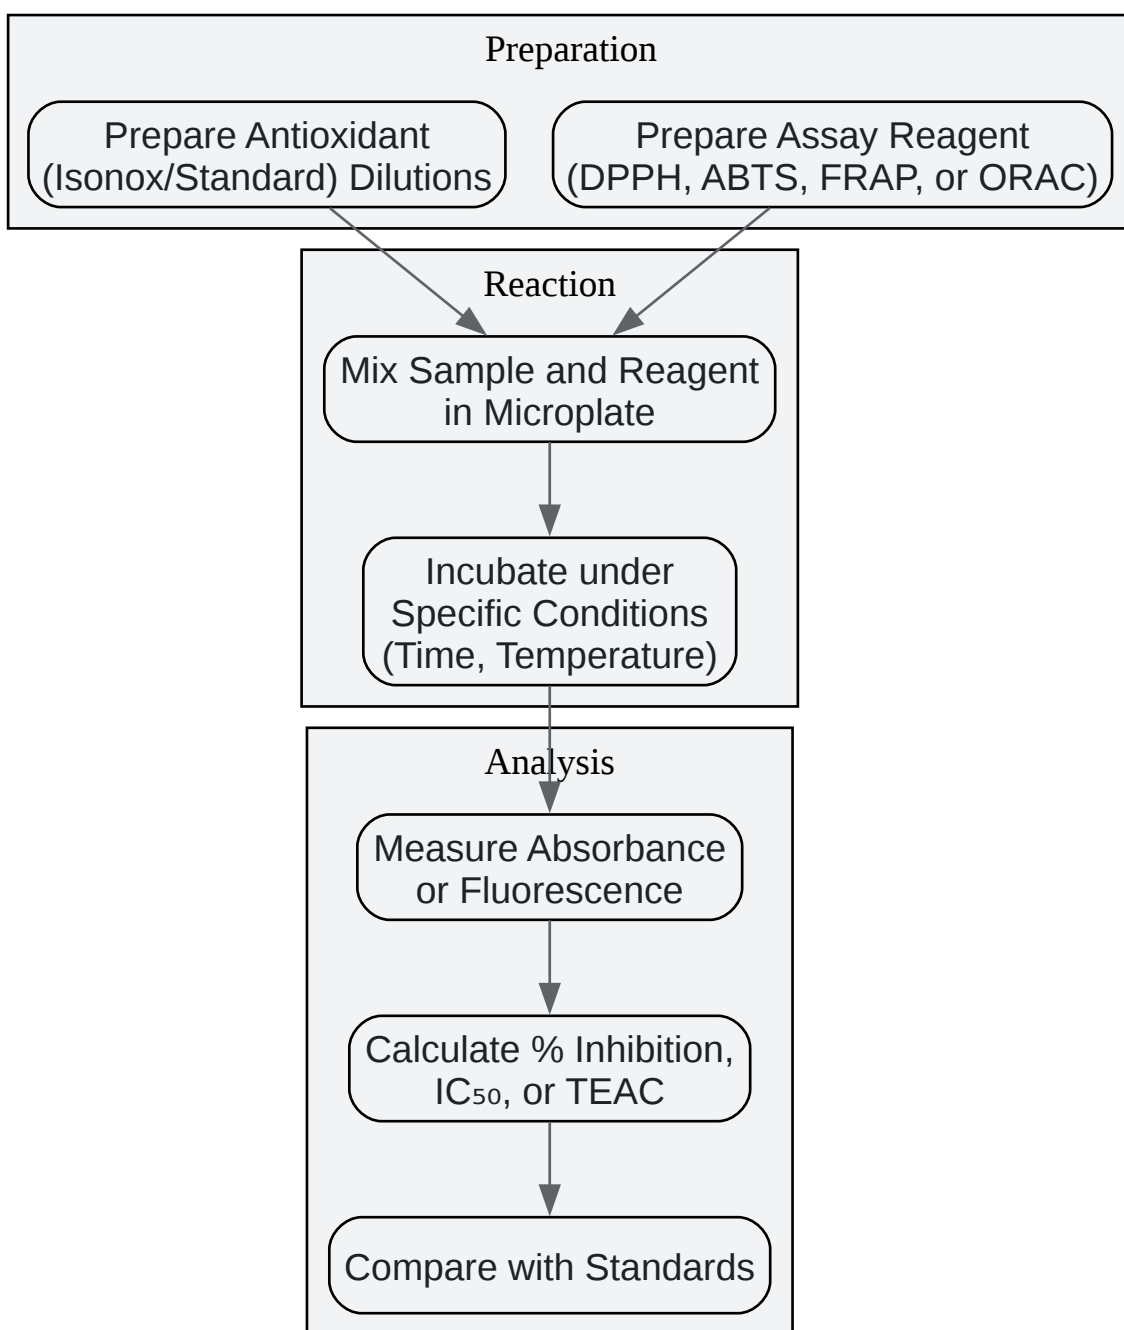 Preparation
Prepare Antioxidant
(Isonox/Standard) Dilutions
Prepare Assay Reagent
(DPPH, ABTS, FRAP, or ORAC)
Reaction
Mix Sample and Reagent
in Microplate
Incubate under
Specific Conditions
(Time, Temperature)
Analysis
Measure Absorbance
or Fluorescence
Calculate % Inhibition,
IC₅₀, or TEAC
Compare with Standards